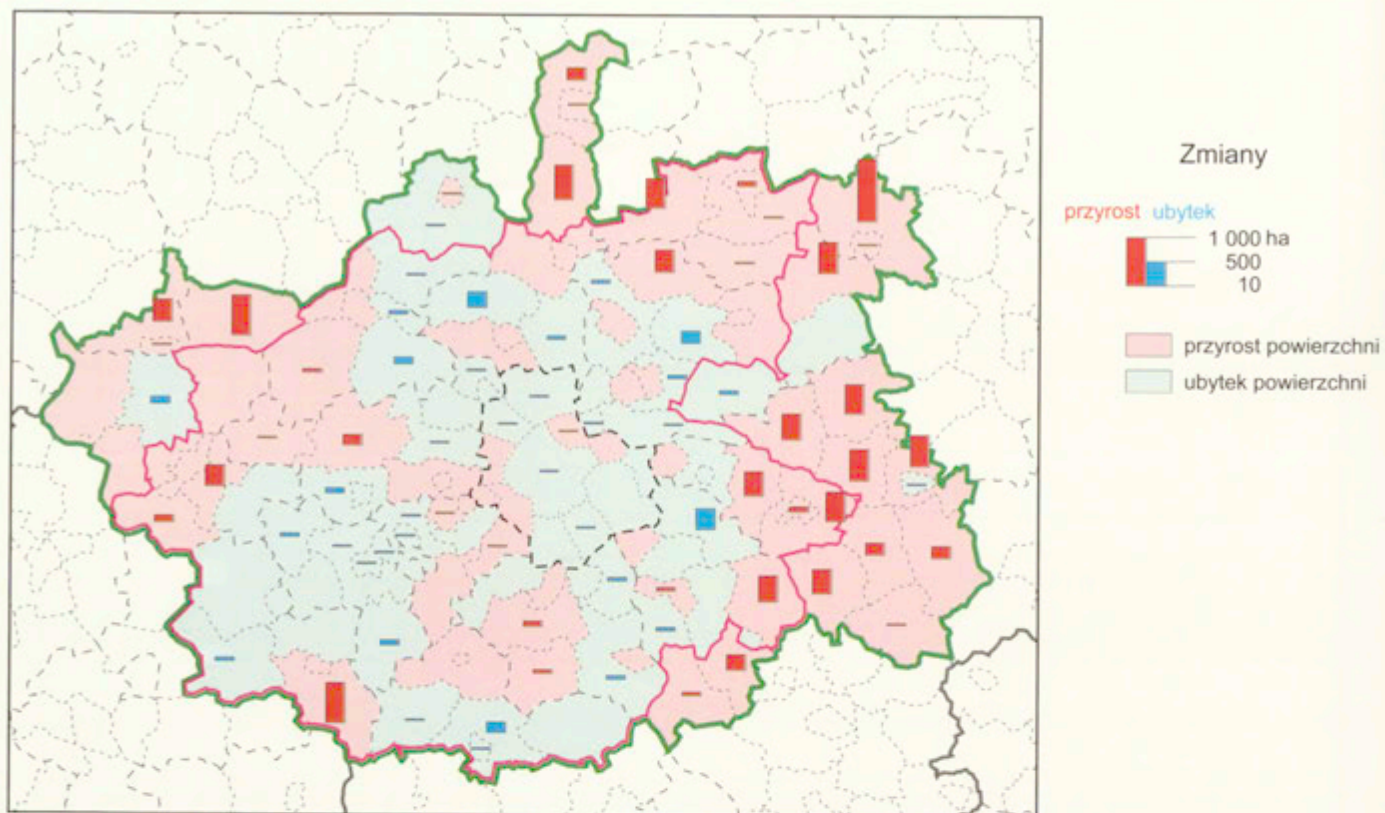 Zmiany
przyrost ubytek
1 000 ha
500
10
przyrost powierzchni
ubytek powierzchni